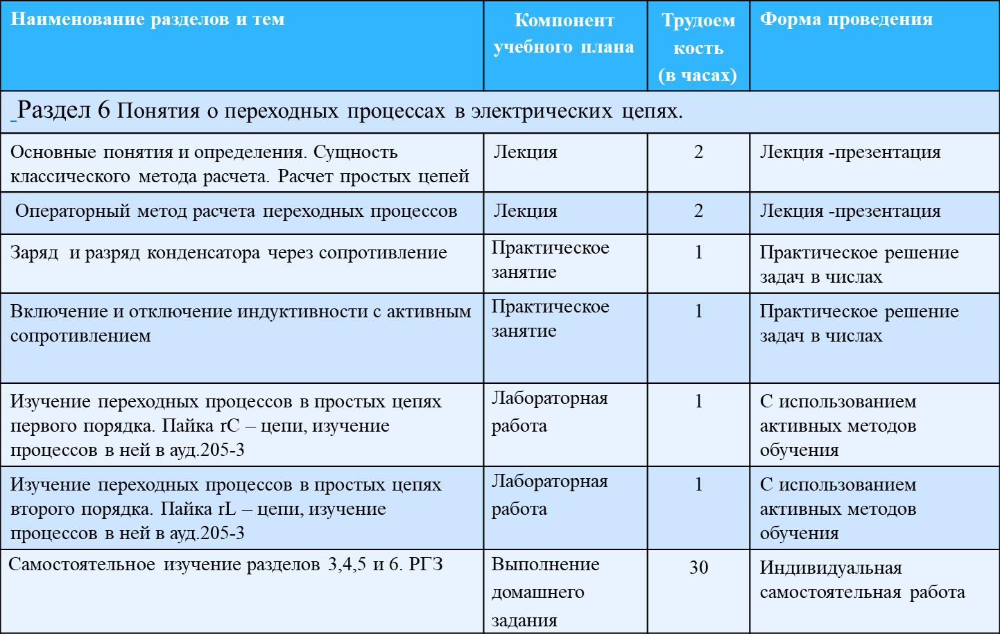 Наименование разделов и тем
Компонент
учебного плана
Трудоем
кость
(в часах)
Форма проведения
Раздел 6 Понятия о переходных процессах в электрических цепях.
Основные понятия и определения. Сущность
классического метода расчета. Расчет простых цепей
Лекция
2
Лекция -презентация
Операторный метод расчета переходных процессов
Лекция
2
Лекция -презентация
Заряд и разряд конденсатора через сопротивление
Практическое
занятие
1
Практическое решение
задач в числах
Включение и отключение индуктивности с активным
сопротивлением
Практическое
занятие
1
Практическое решение
задач в числах
Изучение переходных процессов в простых цепях
первого порядка. Пайка rC – цепи, изучение
процессов в ней в ауд.205-3
Лабораторная
работа
1
С использованием
активных методов
обучения
Изучение переходных процессов в простых цепях
второго порядка. Пайка rL – цепи, изучение
процессов в ней в ауд.205-3
Лабораторная
работа
1
С использованием
активных методов
обучения
Самостоятельное изучение разделов 3,4,5 и 6. РГЗ
Выполнение
домашнего
задания
30
Индивидуальная
самостоятельная работа